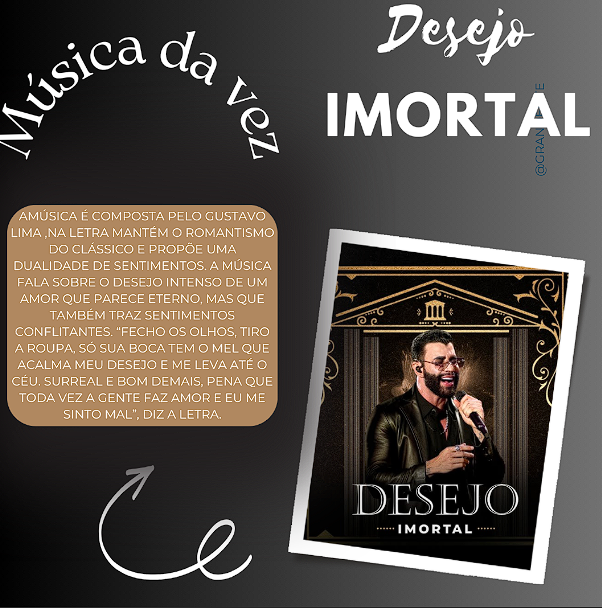 Música da vez
Desejo
IMORTAL
AMÚSICA É COMPOSTA PELO GUSTAVO
LIMA ,NA LETRA MANTÉM O ROMANTISMO
DO CLÁSSICO E PROPÕE UMA
DUALIDADE DE SENTIMENTOS. A MÚSICA
FALA SOBRE O DESEJO INTENSO DE UM
AMOR QUE PARECE ETERNO, MAS QUE
TAMBÉM TRAZ SENTIMENTOS
CONFLITANTES. “FECHO OS OLHOS, TIRO
A ROUPA, SÓ SUA BOCA TEM O MEL QUE
ACALMA MEU DESEJO E ME LEVA ATÉ O
CÉU. SURREAL E BOM DEMAIS, PENA QUE
TODA VEZ A GENTE FAZ AMOR E EU ME
SINTO MAL”, DIZ A LETRA.
DESEJO
IMORTAL